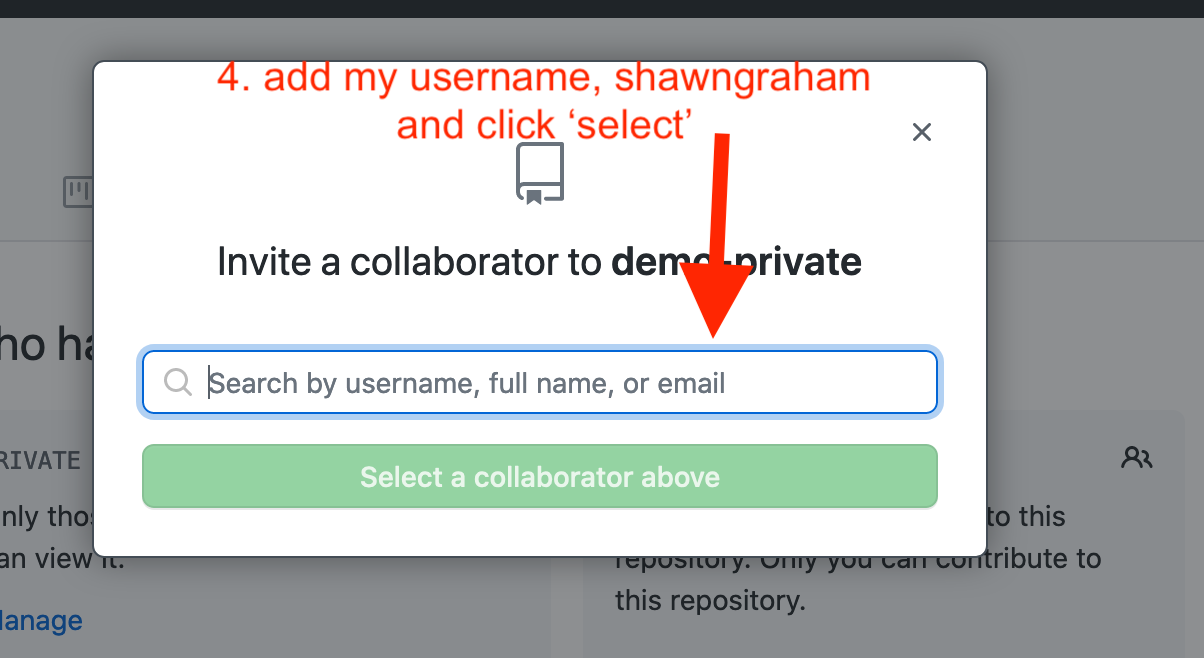 4. add my username, shawngraham
and click ‘select’
Invite a collaborator to demo-private
ho ha
Search by username, full name, or email
RIVATE
Select a collaborator above
nly thos
to this
an view it.
repository. Only you can contribute to
this repository.
lanage